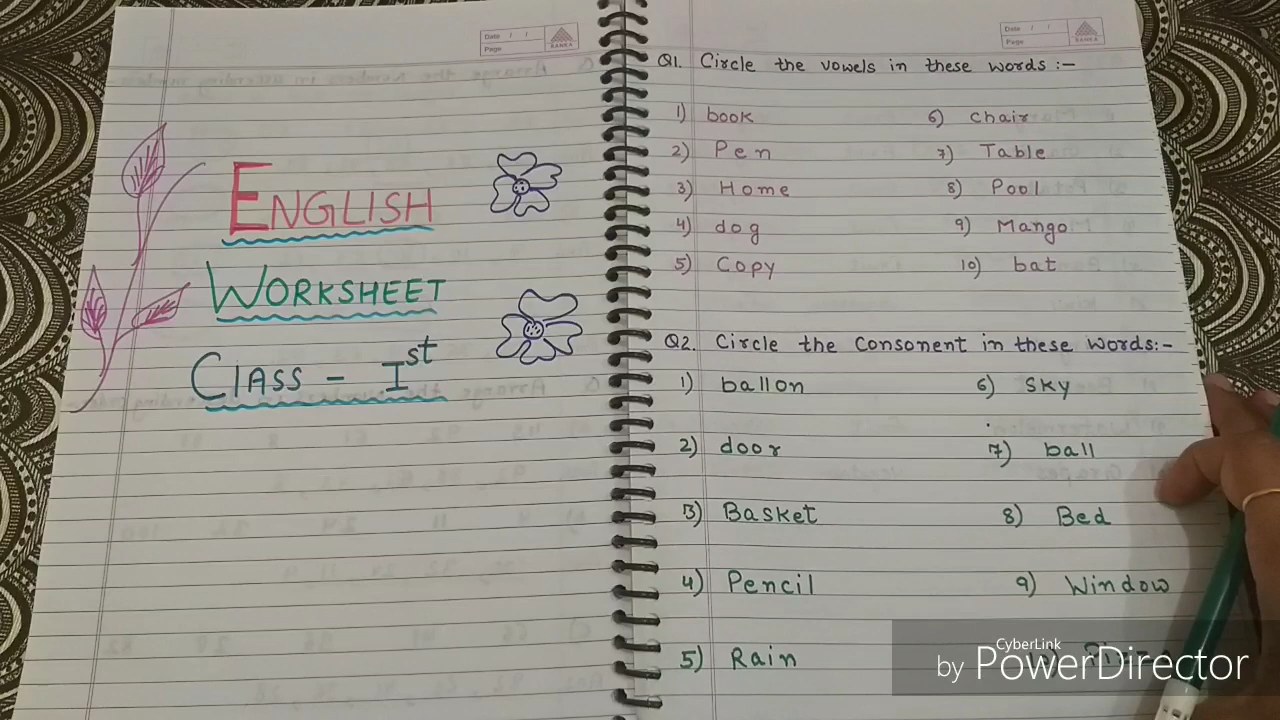 ENGLISH
WORKSHEET
CLASS - Ist
Date / /
Page
RANKA
Date / /
Page
RANKA
Q1. Circle the vowels in these words :-
1) book 6) Chair
2) Pen 7) Table
3) Home 8) Pool
4) dog 9) Mango
5) Copy 10) bat
Q2. Circle the Consonent in these words:-
1) ballon 6) Sky
2) door 7) ball
3) Basket 8) Bed
4) Pencil 9) Window
5) Rain 10)
CyberLink
by PowerDirector